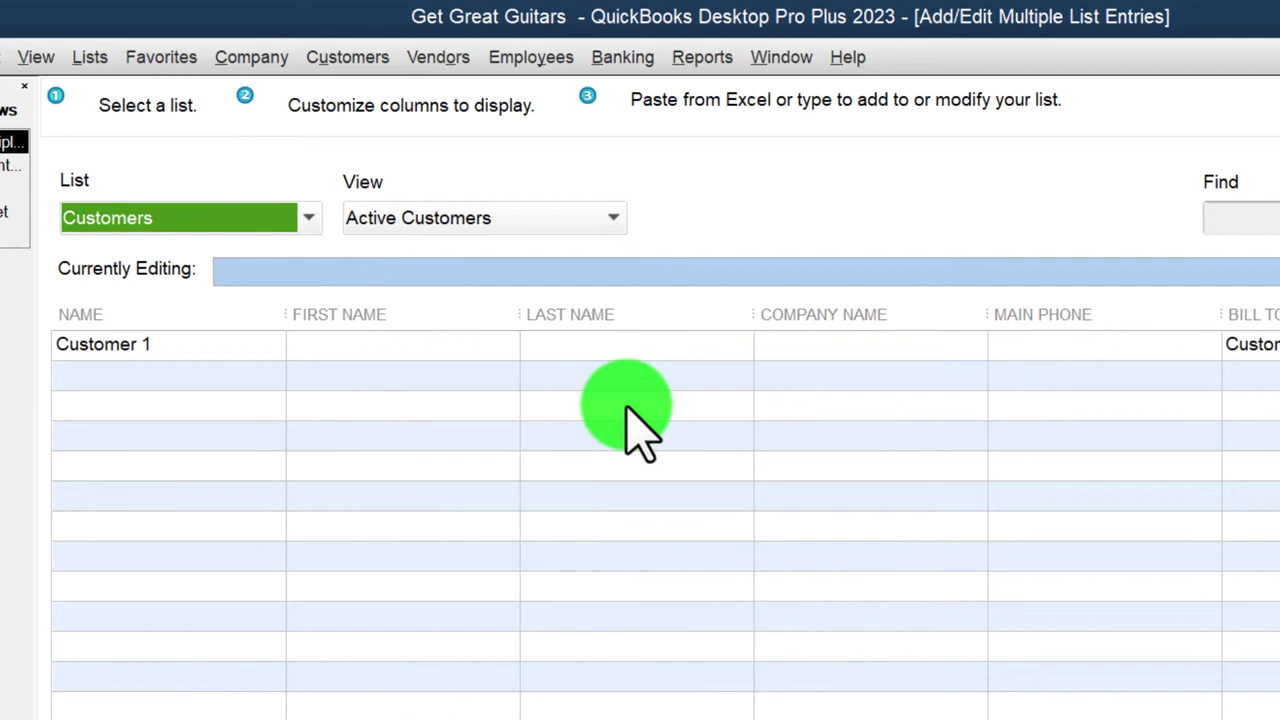 Get Great Guitars - QuickBooks Desktop Pro Plus 2023 - [Add/Edit Multiple List Entries]
View Lists Favorites Company Customers Vendors Employees Banking Reports Window Help
1 Select a list. 2 Customize columns to display. 3 Paste from Excel or type to add to or modify your list.
List View Find
Customers Active Customers
Currently Editing:
NAME FIRST NAME LAST NAME COMPANY NAME MAIN PHONE BILL TO
Customer 1 Custom